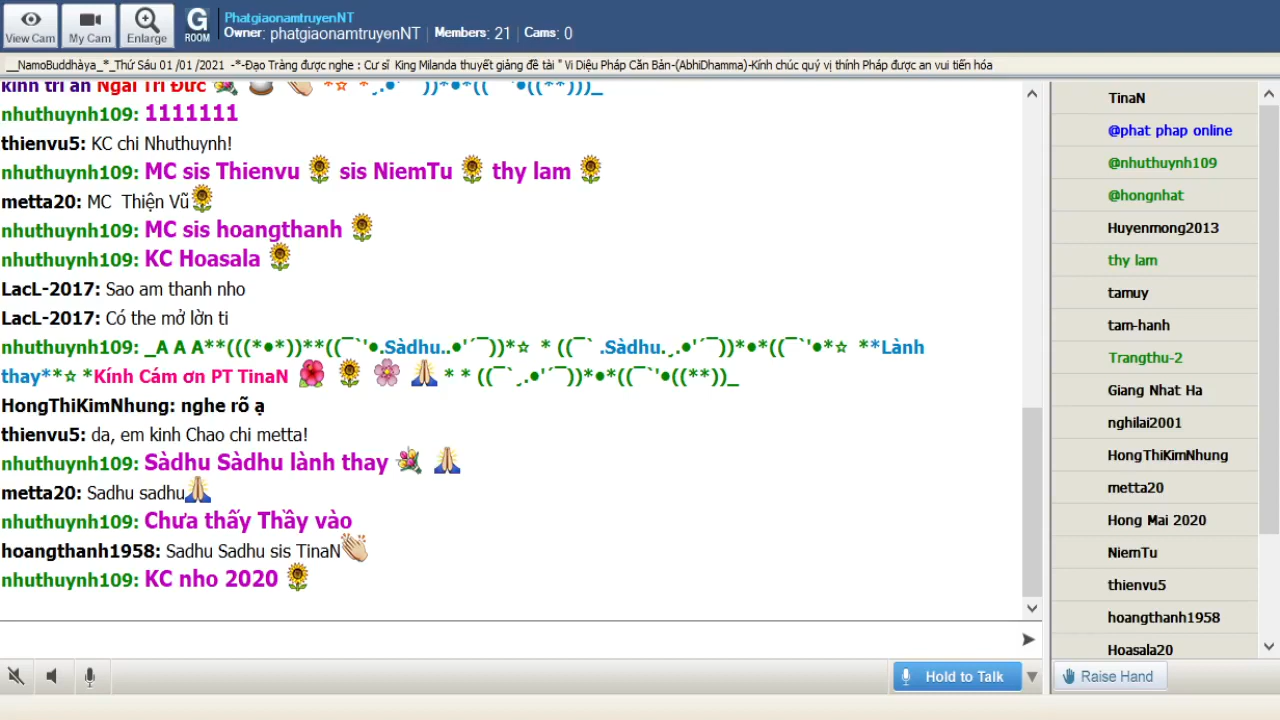 View Cam
My Cam
Enlarge
G
ROOM
PhatgiaonamtruyenNT
Owner: phatgiaonamtruyenNT | Members: 21 | Cams: 0
__NamoBuddhàya_*_Thứ Sáu 01 /01 /2021 -*-Đạo Tràng được nghe : Cư sĩ King Milanda thuyết giảng đề tài " Vi Diệu Pháp Căn Bản-(AbhiDhamma)-Kính chúc quý vị thính Pháp được an vui tiến hóa
kính tri ân Ngài Trí Đức *☆ *¸.•'´¯))*•*((¯`'•((**)))_
nhuthuynh109: 1111111
thienvu5: KC chi Nhuthuynh!
nhuthuynh109: MC sis Thienvu 🌻 sis NiemTu 🌻 thy lam 🌻
metta20: MC Thiện Vũ🌻
nhuthuynh109: MC sis hoangthanh 🌻
nhuthuynh109: KC Hoasala 🌻
LacL-2017: Sao am thanh nho
LacL-2017: Có the mở lờn ti
nhuthuynh109: _A A A**(((*•*))**((¯`'•.Sàdhu..•'´¯))*☆ * ((¯` .Sàdhu.¸.•'´¯))*•*((¯`'•*☆ **Lành
thay**☆ *Kính Cám ơn PT TinaN 🌺 🌻 🌸 🙏 * * ((¯`¸.•'´¯))*•*((¯`'•((**))_
HongThiKimNhung: nghe rõ ạ
thienvu5: da, em kinh Chao chi metta!
nhuthuynh109: Sàdhu Sàdhu lành thay 💐 🙏
metta20: Sadhu sadhu🙏
nhuthuynh109: Chưa thấy Thầy vào
hoangthanh1958: Sadhu Sadhu sis TinaN👏
nhuthuynh109: KC nho 2020 🌻
Hold to Talk
TinaN
@phat phap online
@nhuthuynh109
@hongnhat
Huyenmong2013
thy lam
tamuy
tam-hanh
Trangthu-2
Giang Nhat Ha
nghilai2001
HongThiKimNhung
metta20
Hong Mai 2020
NiemTu
thienvu5
hoangthanh1958
Hoasala20
Raise Hand